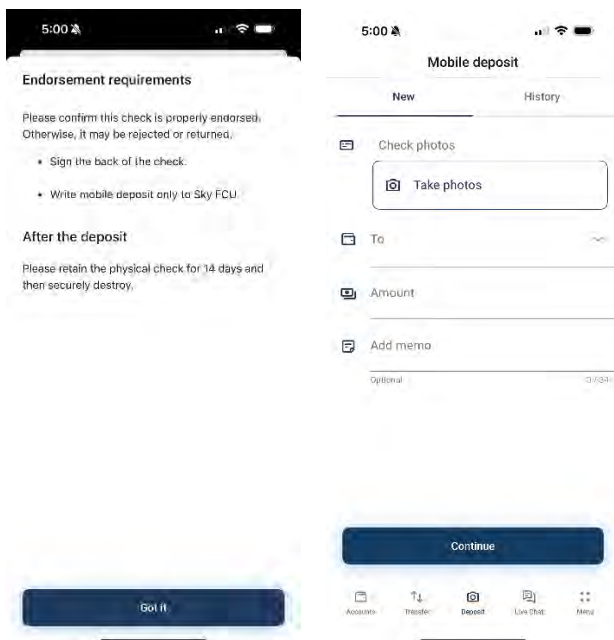 5:00
Endorsement requirements
Please confirm this check is properly endorsed.
Otherwise, it may be rejected or returned.
• Sign the back of the check.
• Write mobile deposit only to Sky FCU.
After the deposit
Please retain the physical check for 14 days and
then securely destroy.
Got it
5:00
Mobile deposit
New History
Check photos
Take photos
To
Amount
Add memo
Optional
Continue
Accounts Transfer Deposit Live Chat Menu